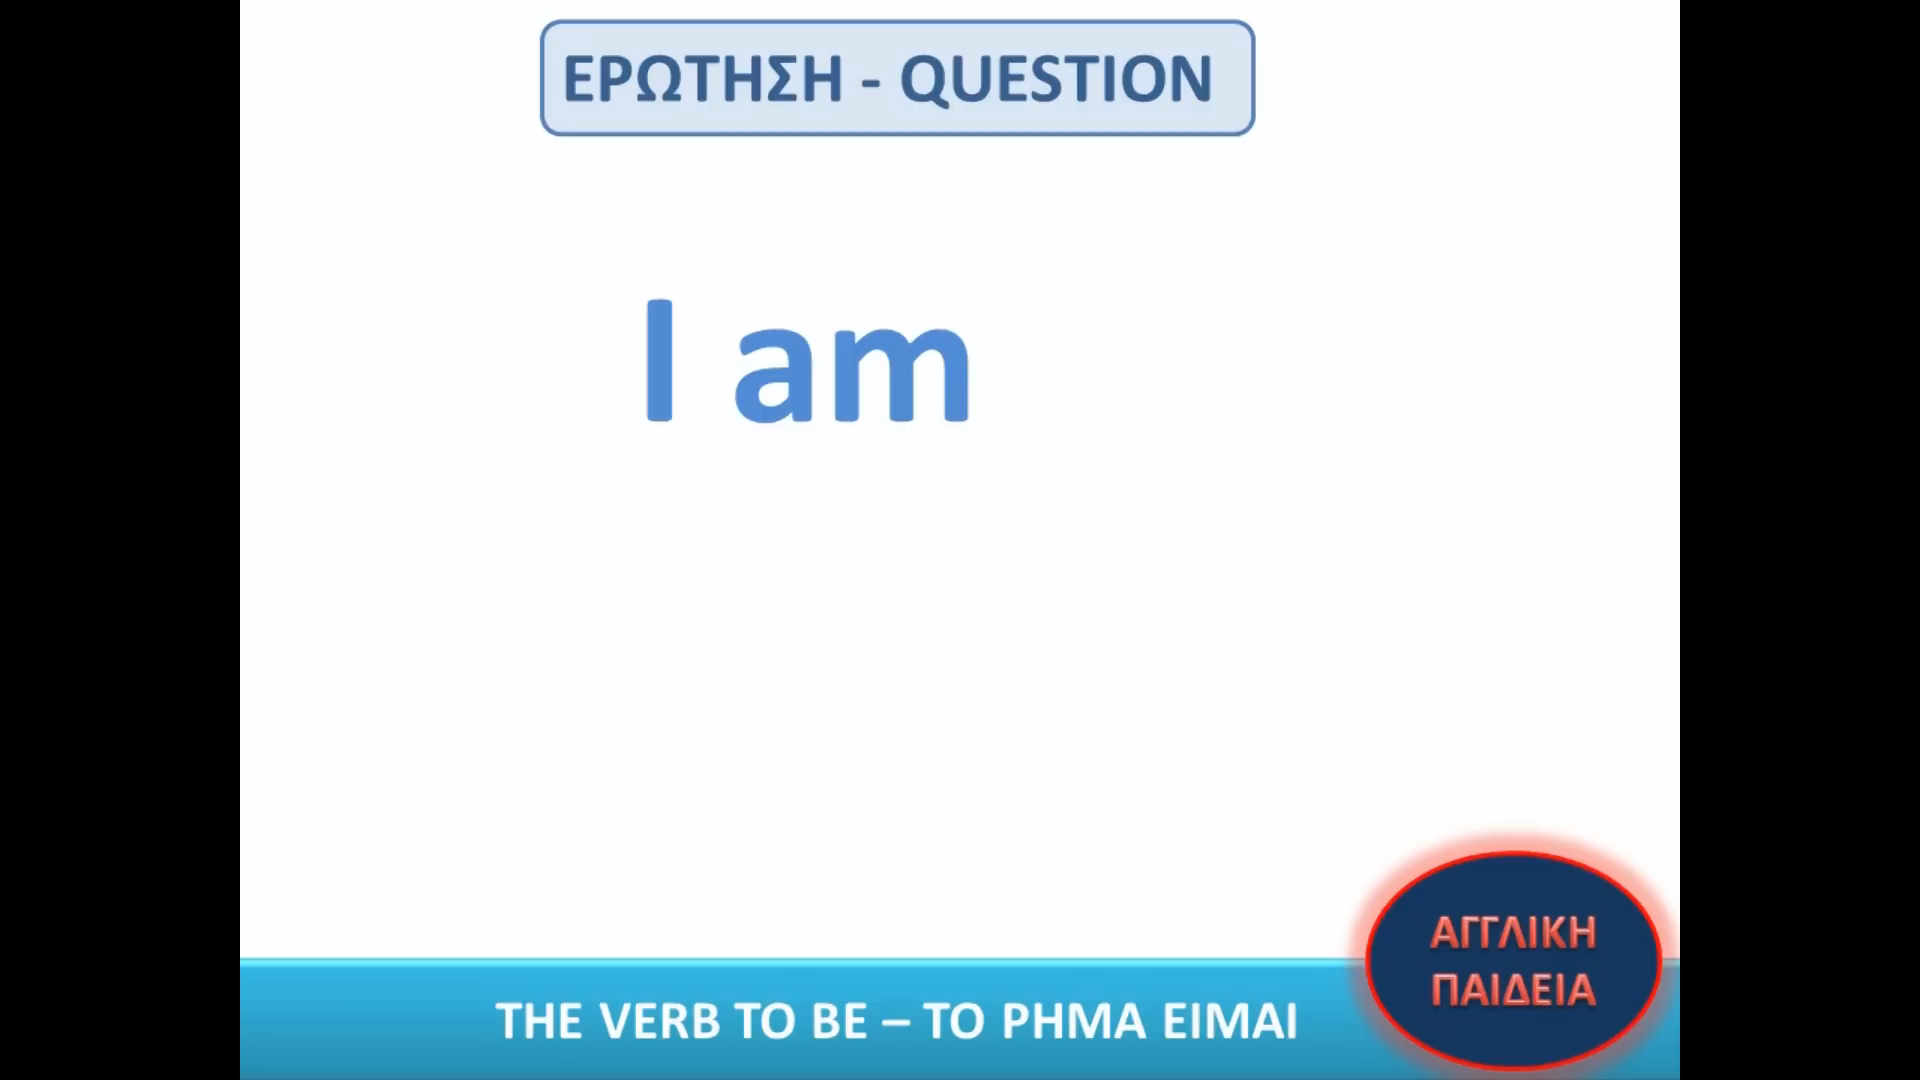 ΕΡΩΤΗΣΗ - QUESTION
I am
THE VERB TO BE – ΤΟ ΡΗΜΑ ΕΙΜΑΙ
ΑΓΓΛΙΚΗ
ΠΑΙΔΕΙΑ